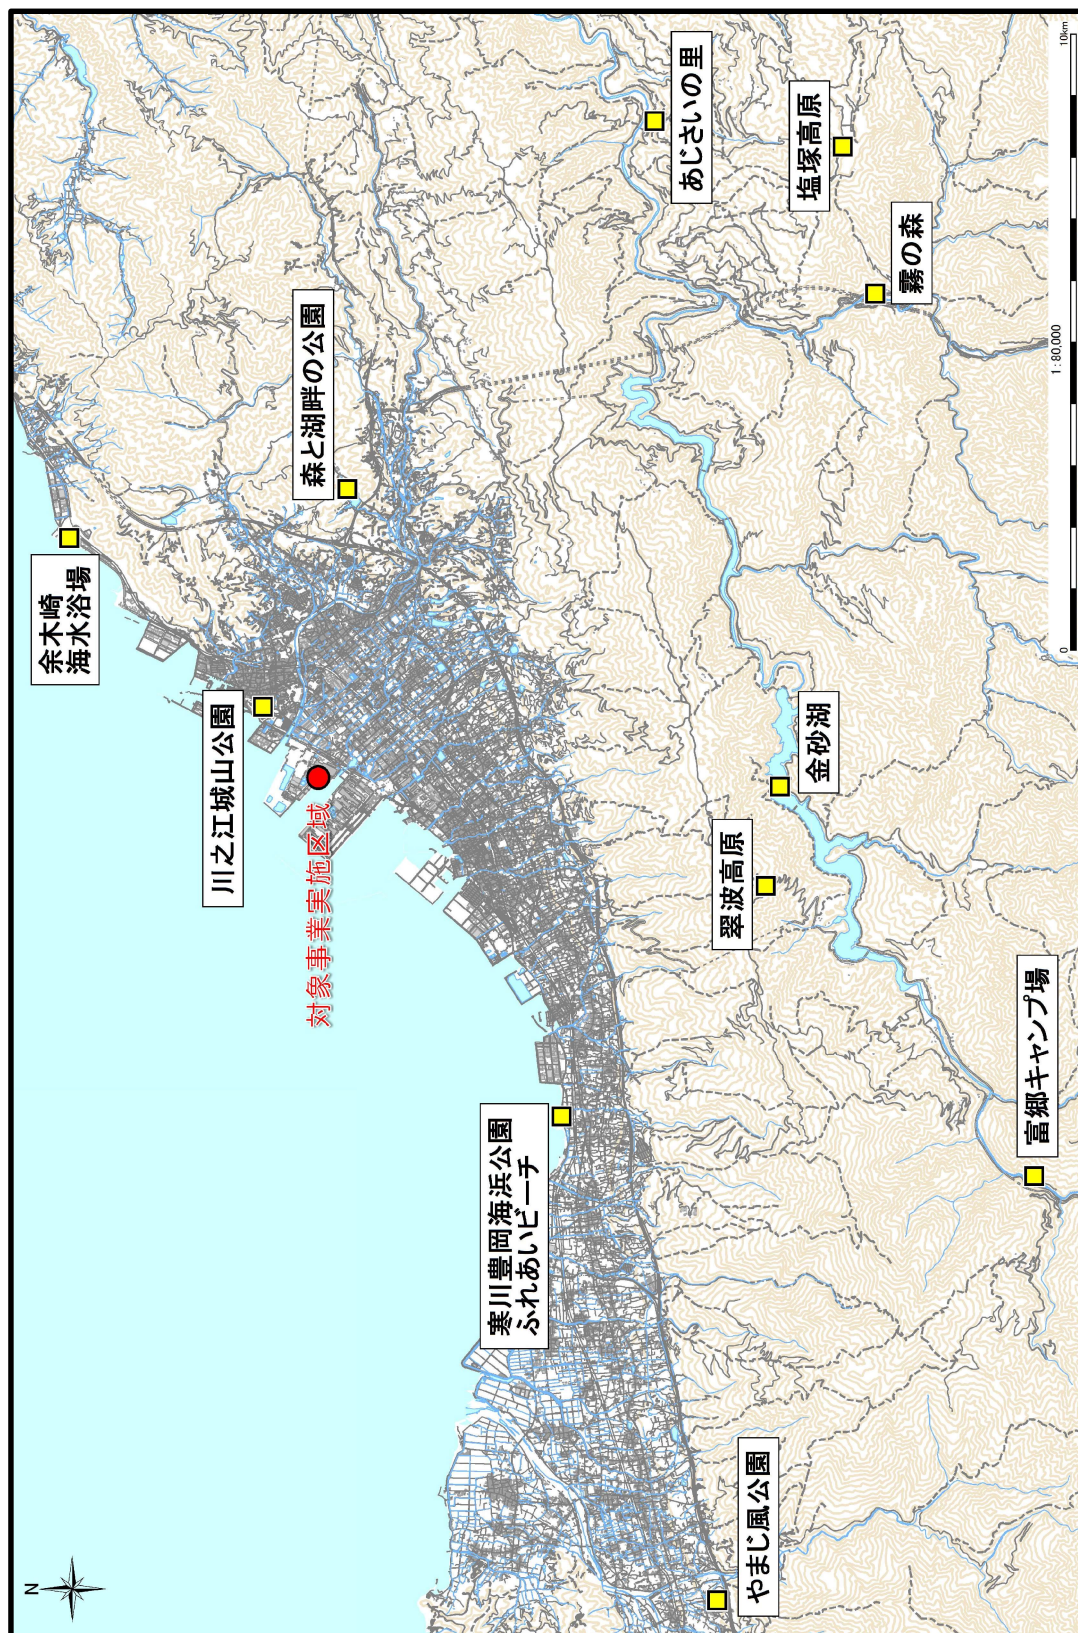 N
余木崎
海水浴場
川之江城山公園
対象事業実施区域
森と湖畔の公園
あじさいの里
塩塚高原
霧の森
金砂湖
翠波高原
寒川豊岡海浜公園
ふれあいビーチ
富郷キャンプ場
やまじ風公園
1:80,000
0
10km